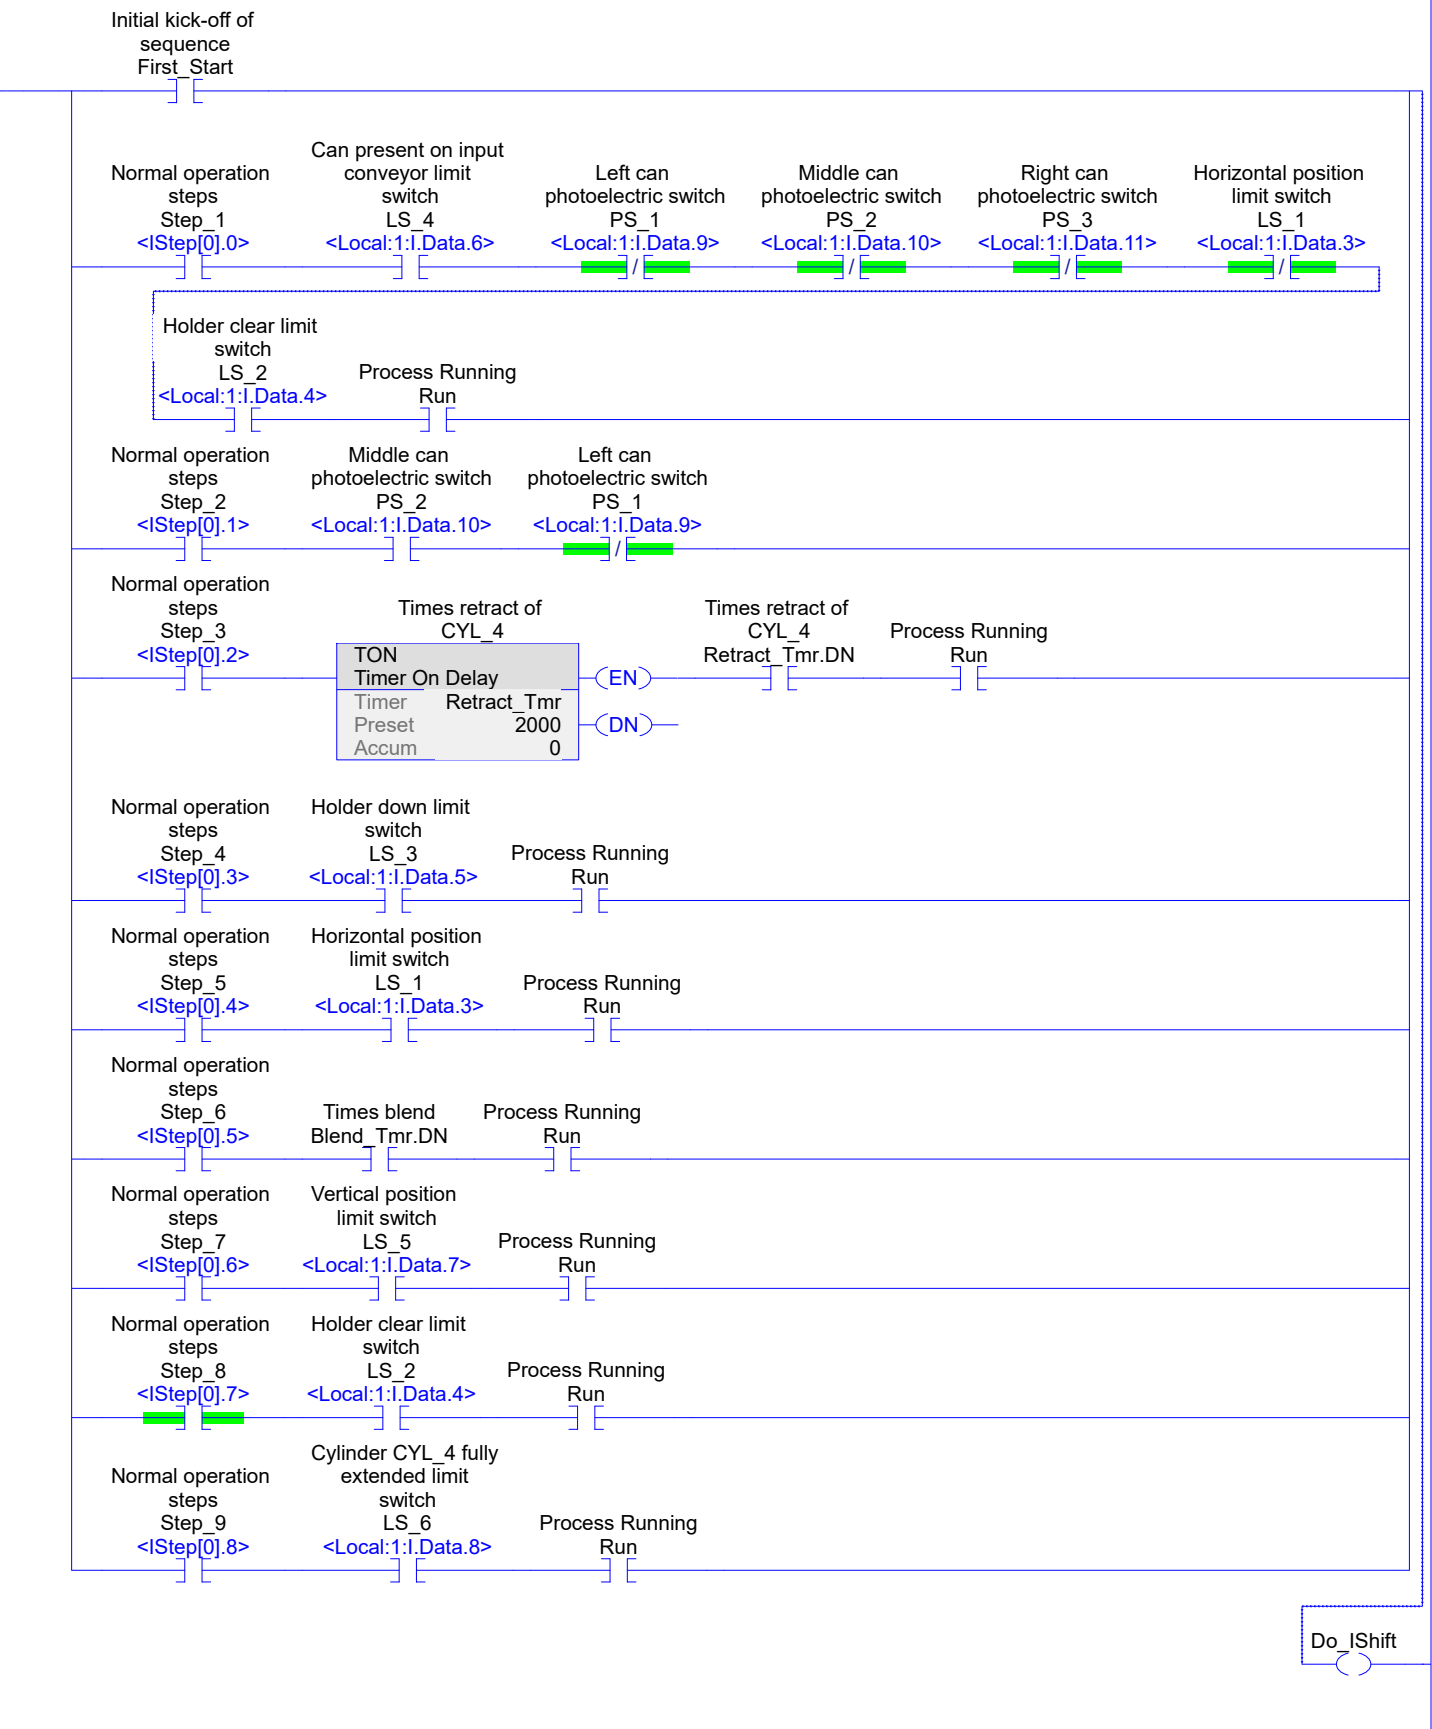 Initial kick-off of
sequence
First_Start
Normal operation
steps
Step_1
<IStep[0].0>
Can present on input
conveyor limit
switch
LS_4
<Local:1:I.Data.6>
Left can
photoelectric switch
PS_1
<Local:1:I.Data.9>
Middle can
photoelectric switch
PS_2
<Local:1:I.Data.10>
Right can
photoelectric switch
PS_3
<Local:1:I.Data.11>
Horizontal position
limit switch
LS_1
<Local:1:I.Data.3>
Holder clear limit
switch
LS_2
<Local:1:I.Data.4>
Process Running
Run
Normal operation
steps
Step_2
<IStep[0].1>
Middle can
photoelectric switch
PS_2
<Local:1:I.Data.10>
Left can
photoelectric switch
PS_1
<Local:1:I.Data.9>
Normal operation
steps
Step_3
<IStep[0].2>
Times retract of
CYL_4
TON
Timer On Delay
Timer Retract_Tmr
Preset 2000
Accum 0
EN
DN
Times retract of
CYL_4
Retract_Tmr.DN
Process Running
Run
Normal operation
steps
Step_4
<IStep[0].3>
Holder down limit
switch
LS_3
<Local:1:I.Data.5>
Process Running
Run
Normal operation
steps
Step_5
<IStep[0].4>
Horizontal position
limit switch
LS_1
<Local:1:I.Data.3>
Process Running
Run
Normal operation
steps
Step_6
<IStep[0].5>
Times blend
Blend_Tmr.DN
Process Running
Run
Normal operation
steps
Step_7
<IStep[0].6>
Vertical position
limit switch
LS_5
<Local:1:I.Data.7>
Process Running
Run
Normal operation
steps
Step_8
<IStep[0].7>
Holder clear limit
switch
LS_2
<Local:1:I.Data.4>
Process Running
Run
Normal operation
steps
Step_9
<IStep[0].8>
Cylinder CYL_4 fully
extended limit
switch
LS_6
<Local:1:I.Data.8>
Process Running
Run
Do_IShift